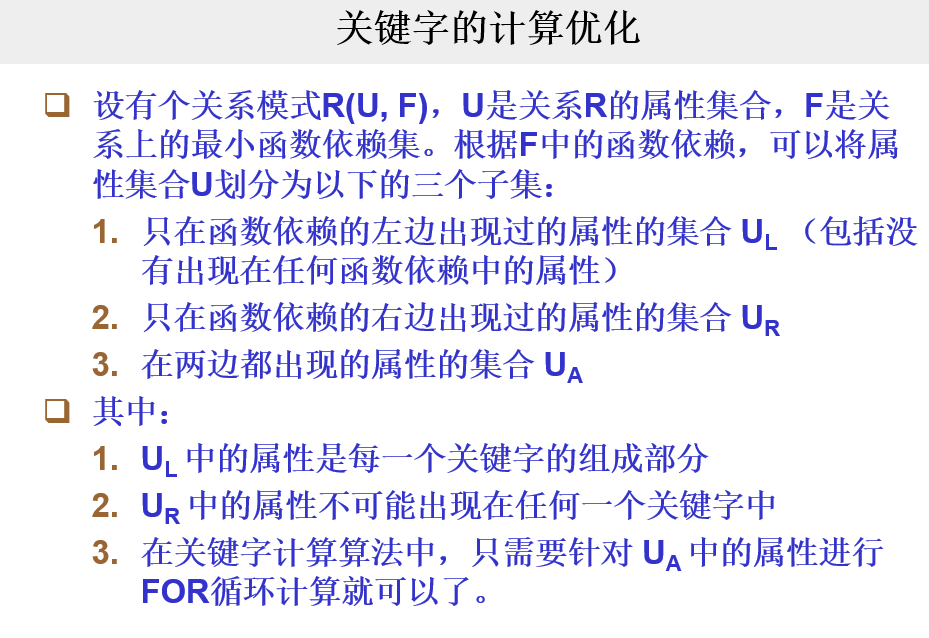 关键字的计算优化
设有个关系模式R(U, F)，U是关系R的属性集合，F是关
系上的最小函数依赖集。根据F中的函数依赖，可以将属
性集合U划分为以下的三个子集：
1. 只在函数依赖的左边出现过的属性的集合 UL （包括没
有出现在任何函数依赖中的属性）
2. 只在函数依赖的右边出现过的属性的集合 UR
3. 在两边都出现的属性的集合 UA
其中：
1. UL 中的属性是每一个关键字的组成部分
2. UR 中的属性不可能出现在任何一个关键字中
3. 在关键字计算算法中，只需要针对 UA 中的属性进行
FOR循环计算就可以了。